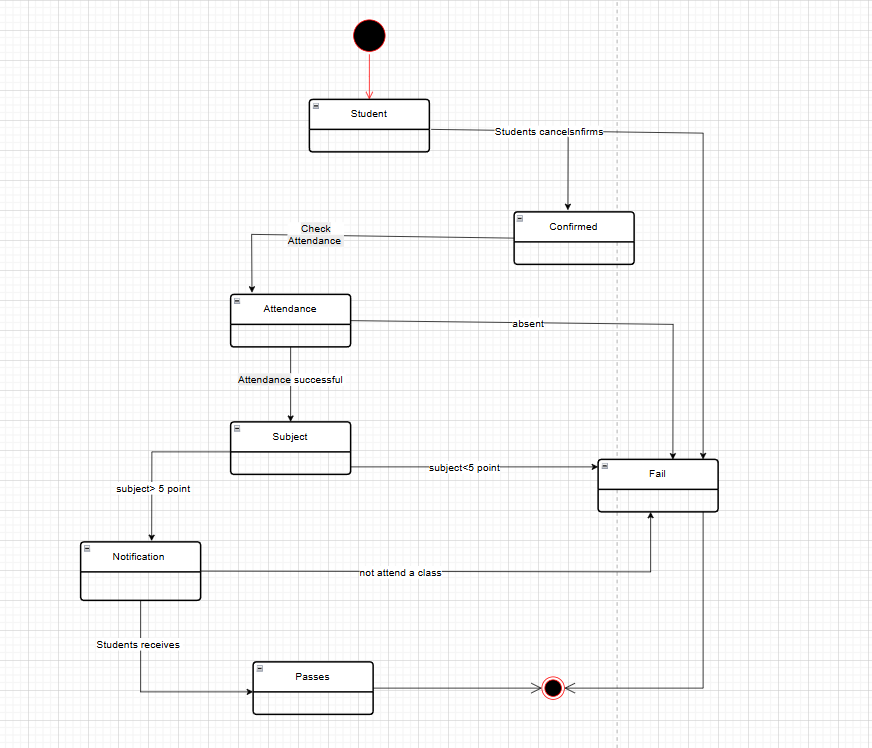 Student
Students cancelsnfirms
Confirmed
Check
Attendance
Attendance
absent
Attendance successful
Subject
subject<5 point
Fail
subject> 5 point
Notification
not attend a class
Students receives
Passes